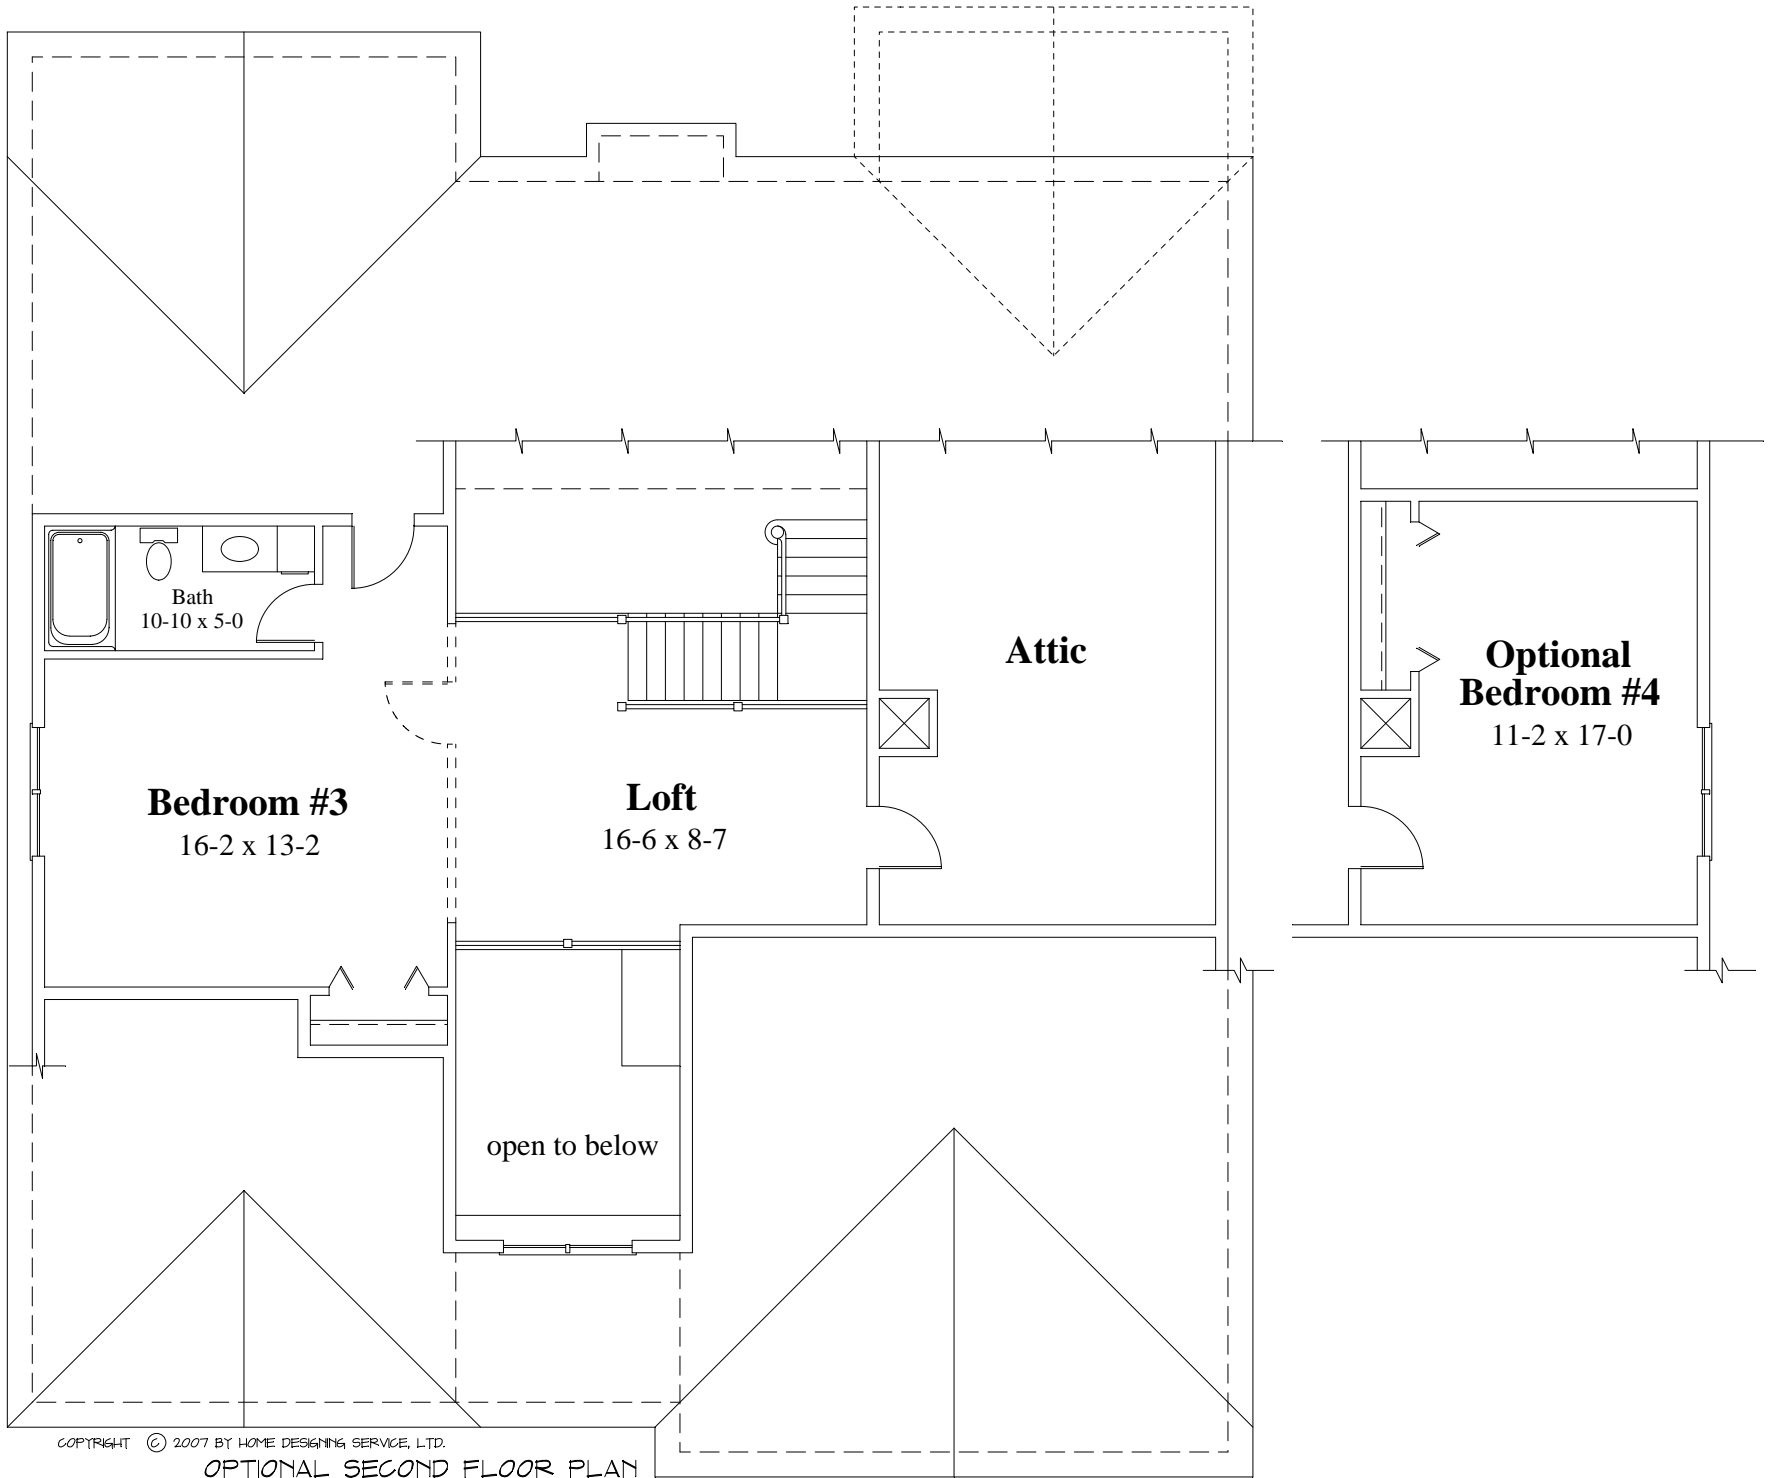 Bath
10-10 x 5-0
Attic
Optional
Bedroom #4
11-2 x 17-0
Bedroom #3
16-2 x 13-2
Loft
16-6 x 8-7
open to below
COPYRIGHT © 2007 BY HOME DESIGNING SERVICE, LTD.
OPTIONAL SECOND FLOOR PLAN